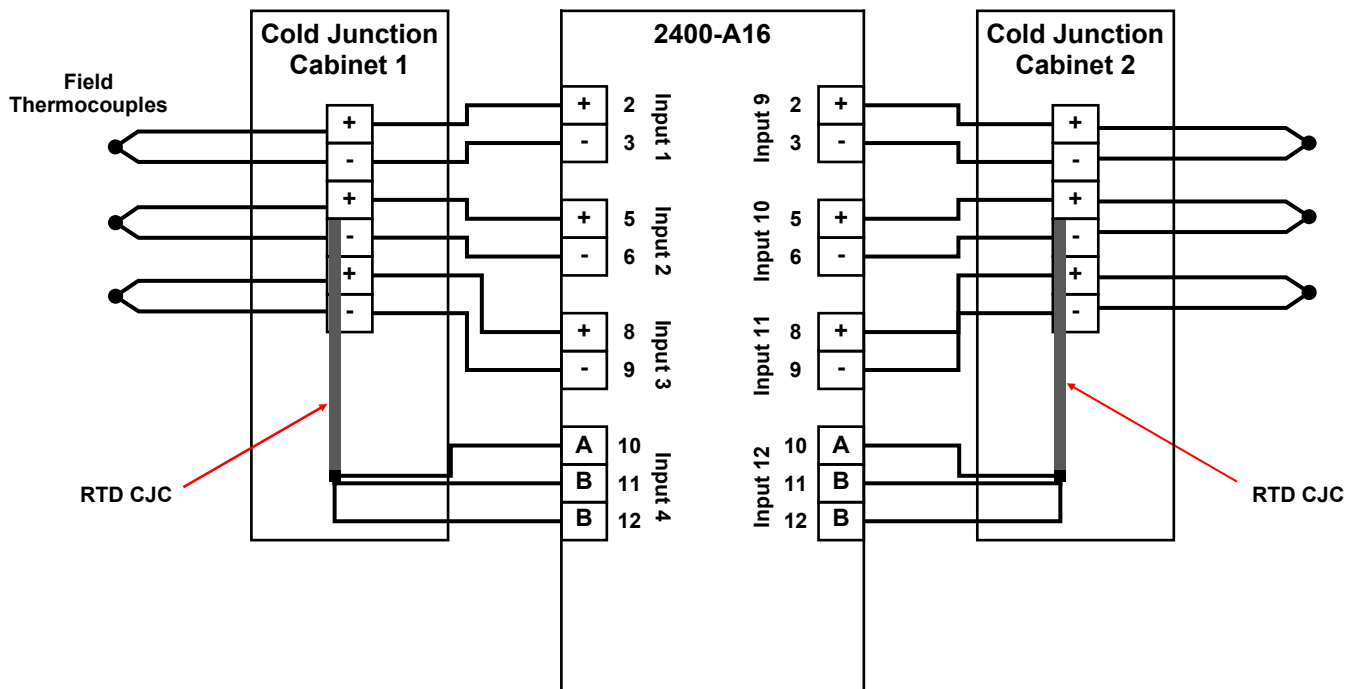 Cold Junction
Cabinet 1
2400-A16
Cold Junction
Cabinet 2
Field
Thermocouples
+
-
+
-
+
-
+ 2
- 3
Input 1
+ 5
- 6
Input 2
+ 8
- 9
Input 3
A 10
B 11
B 12
Input 4
Input 9
2 +
3 -
Input 10
5 +
6 -
Input 11
8 +
9 -
Input 12
10 A
11 B
12 B
+
-
+
-
+
-
RTD CJC
RTD CJC